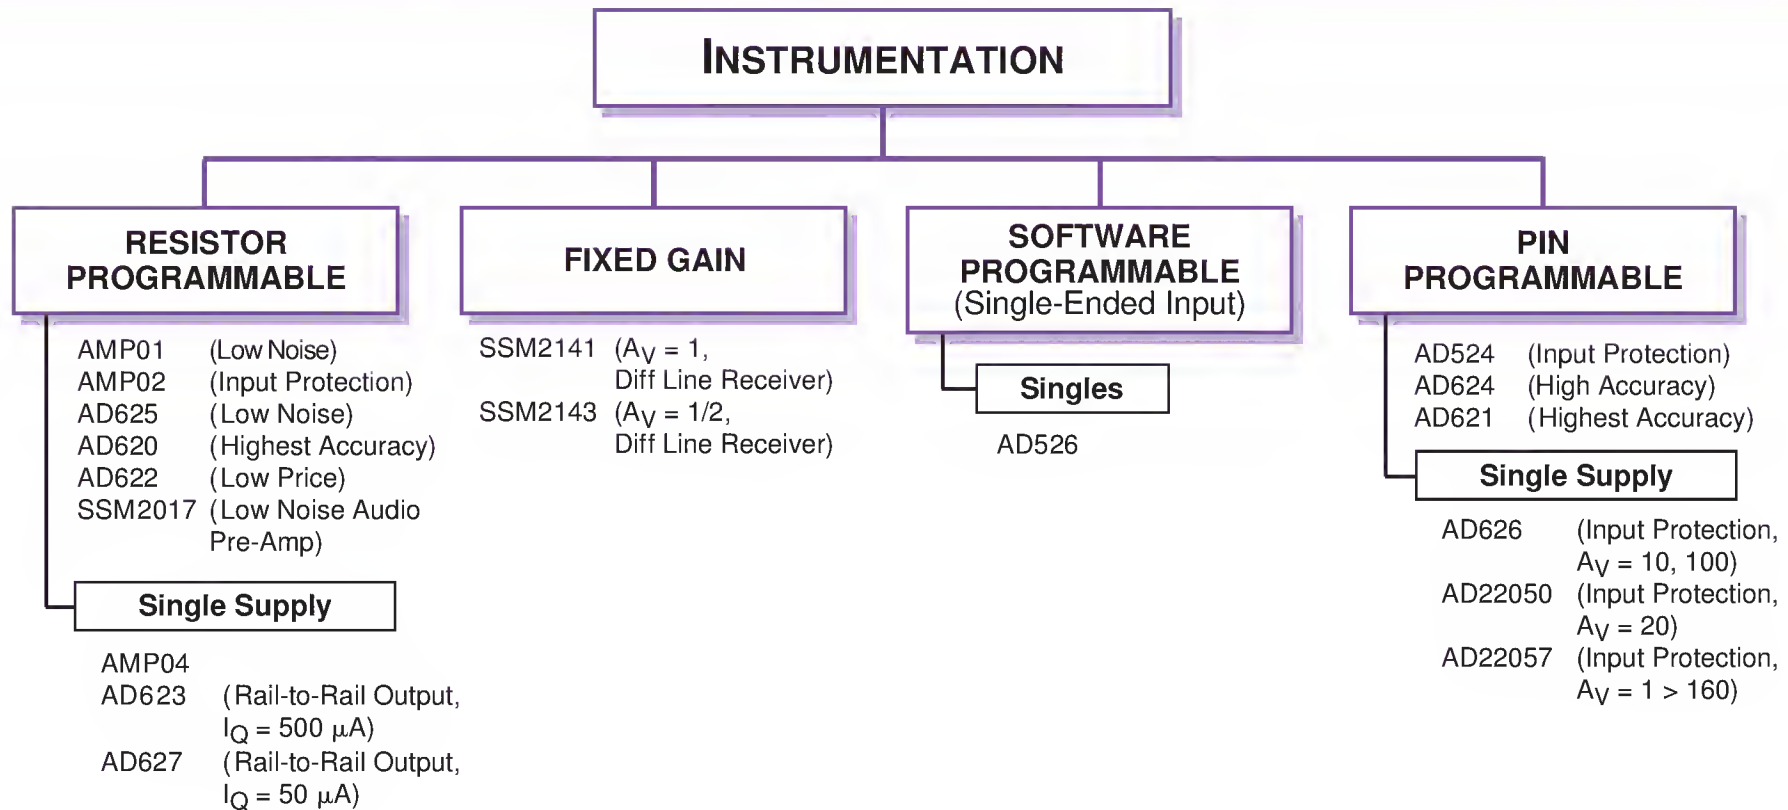 INSTRUMENTATION
RESISTOR
PROGRAMMABLE
AMP01 (Low Noise)
AMP02 (Input Protection)
AD625 (Low Noise)
AD620 (Highest Accuracy)
AD622 (Low Price)
SSM2017 (Low Noise Audio
Pre-Amp)
Single Supply
AMP04
AD623 (Rail-to-Rail Output,
IQ = 500 μA)
AD627 (Rail-to-Rail Output,
IQ = 50 μA)
FIXED GAIN
SSM2141 (AV = 1,
Diff Line Receiver)
SSM2143 (AV = 1/2,
Diff Line Receiver)
SOFTWARE
PROGRAMMABLE
(Single-Ended Input)
Singles
AD526
PIN
PROGRAMMABLE
AD524 (Input Protection)
AD624 (High Accuracy)
AD621 (Highest Accuracy)
Single Supply
AD626 (Input Protection,
AV = 10, 100)
AD22050 (Input Protection,
AV = 20)
AD22057 (Input Protection,
AV = 1 > 160)